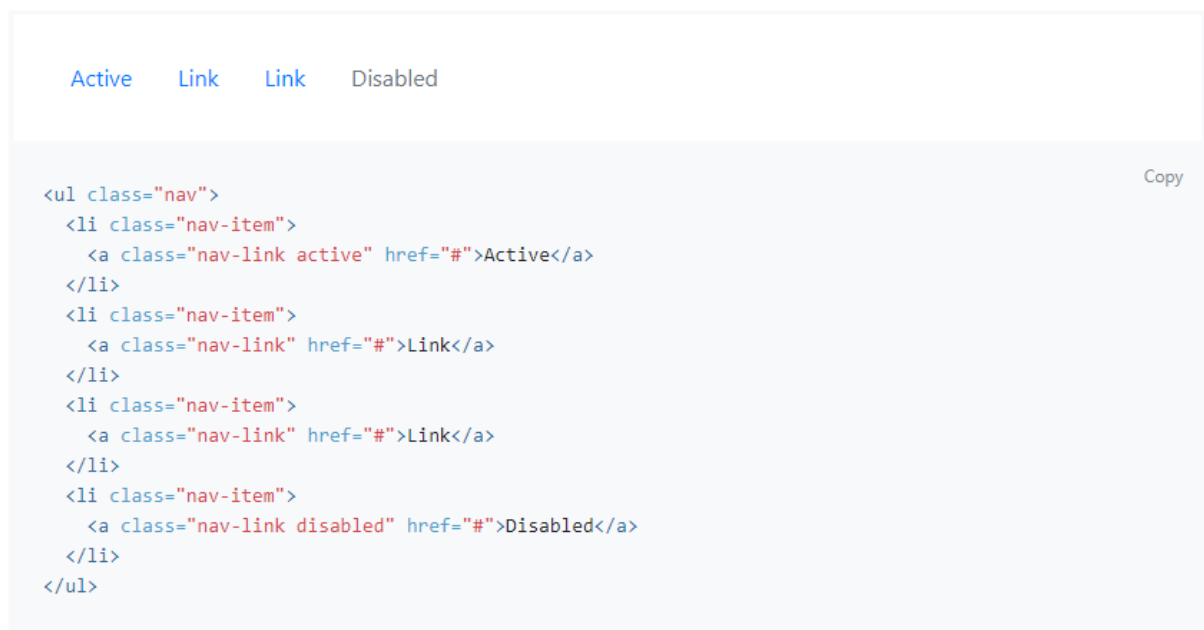 Active Link Link Disabled
Copy
<ul class="nav">
  <li class="nav-item">
    <a class="nav-link active" href="#">Active</a>
  </li>
  <li class="nav-item">
    <a class="nav-link" href="#">Link</a>
  </li>
  <li class="nav-item">
    <a class="nav-link" href="#">Link</a>
  </li>
  <li class="nav-item">
    <a class="nav-link disabled" href="#">Disabled</a>
  </li>
</ul>